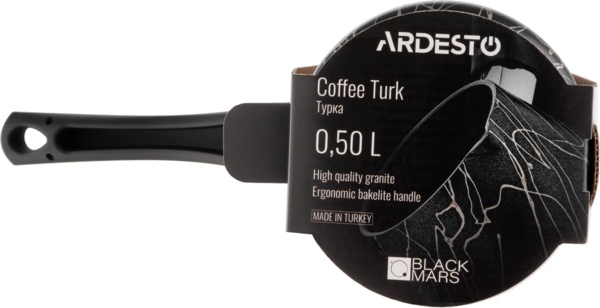 ARDESTO
Coffee Turk
Турка
0,50 L
High quality granite
Ergonomic bakelite handle
MADE IN TURKEY
BLACK
MARS